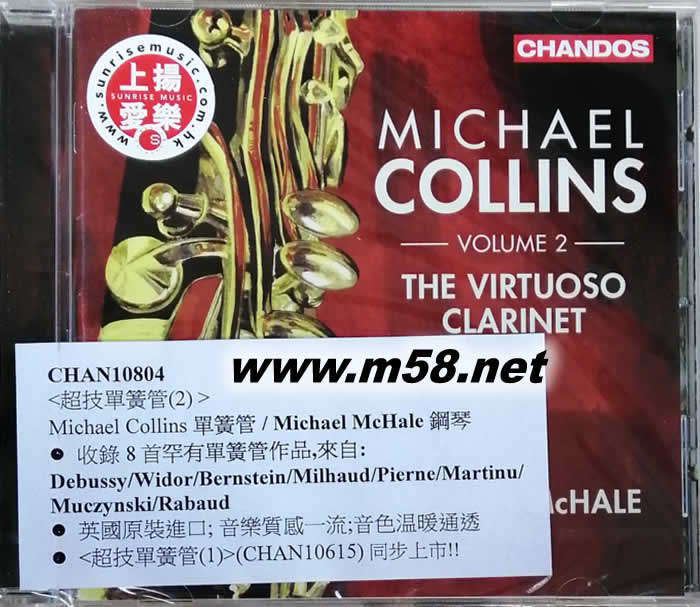 www.sunrisemusic.com.hk
上揚
SUNRISE MUSIC
愛樂
S
CHANDOS
MICHAEL
COLLINS
VOLUME 2
THE VIRTUOSO
CLARINET
www.m58.net
CHAN10804
<超技單簧管(2) >
Michael Collins 單簧管 / Michael McHale 鋼琴
● 收錄 8 首罕有單簧管作品,來自:
Debussy/Widor/Bernstein/Milhaud/Pierne/Martinu/
Muczynski/Rabaud
● 英國原裝進口; 音樂質感一流;音色温暖通透
● <超技單簧管(1)>(CHAN10615) 同步上市!!
McHALE